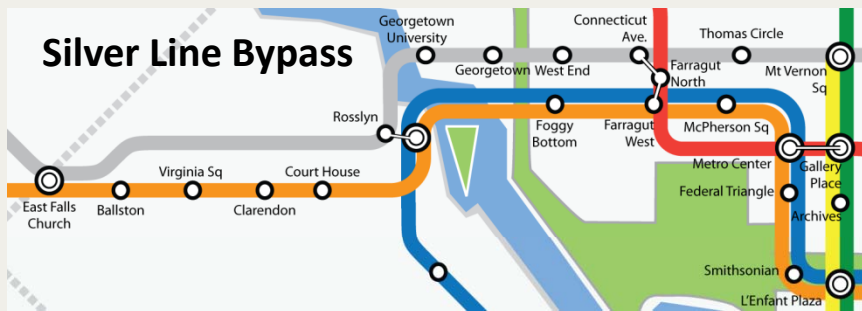 Silver Line Bypass
Georgetown
University
Connecticut
Ave.
Thomas Circle
Georgetown
West End
Farragut
North
Mt Vernon
Sq
Rosslyn
Foggy
Bottom
Farragut
West
McPherson Sq
Metro Center
Gallery
Place
East Falls
Church
Ballston
Virginia Sq
Clarendon
Court House
Federal Triangle
Archives
Smithsonian
L'Enfant Plaza